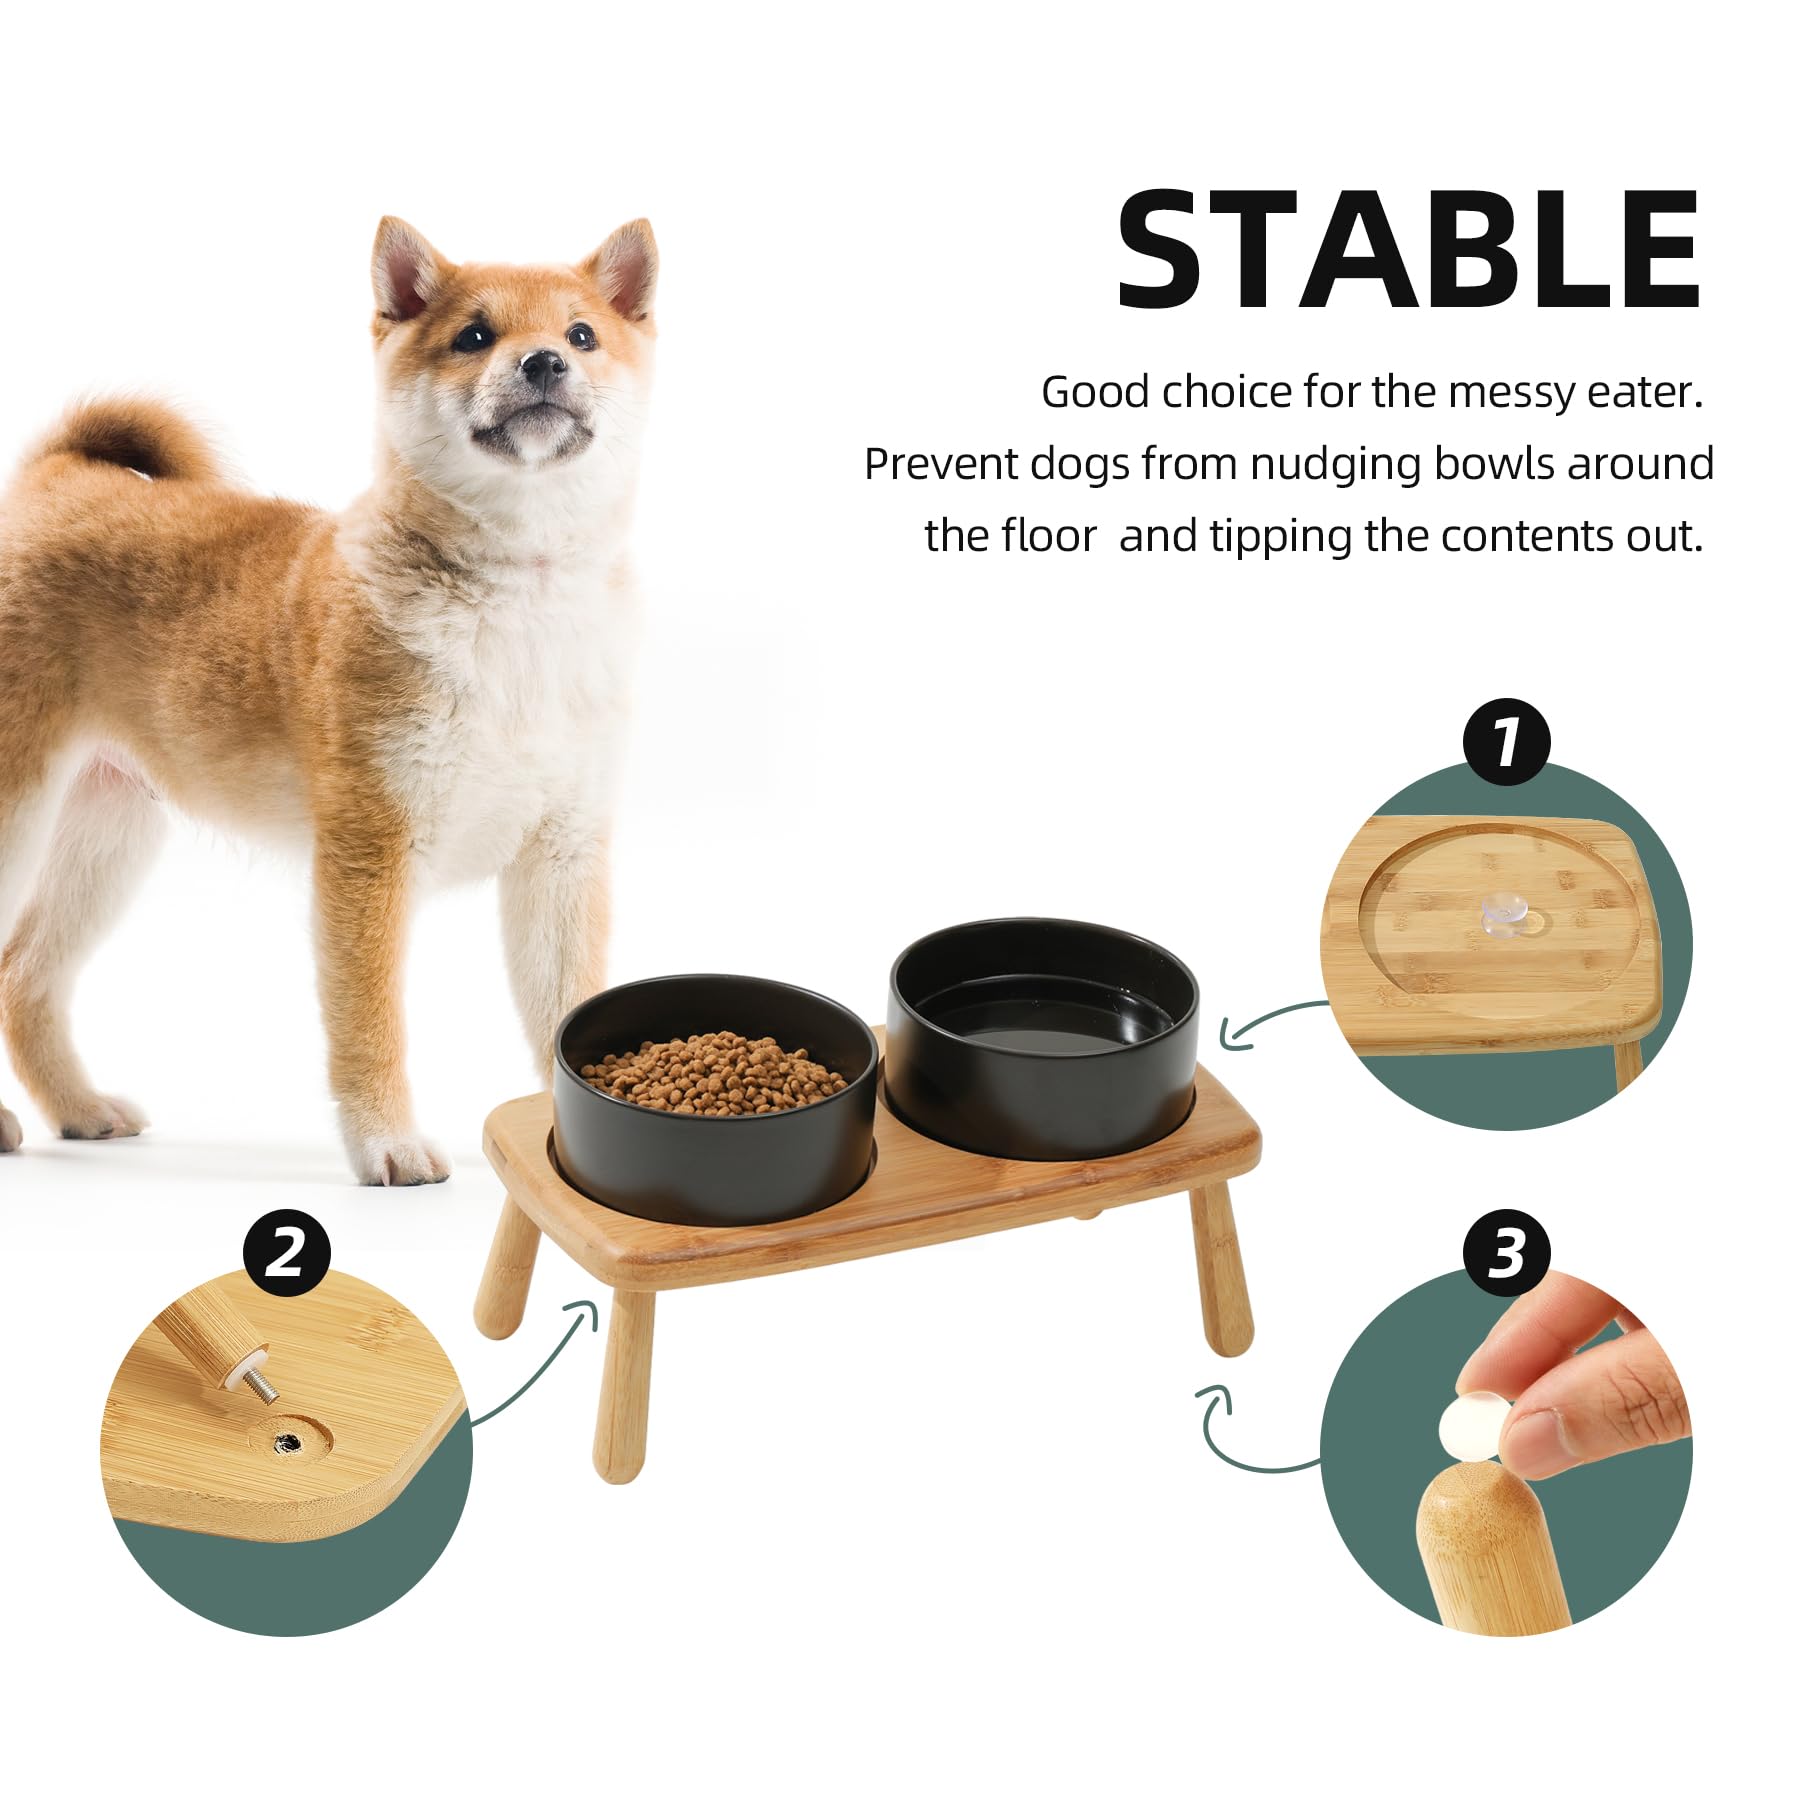 STABLE
Good choice for the messy eater.
Prevent dogs from nudging bowls around
the floor  and tipping the contents out.
1
2
3